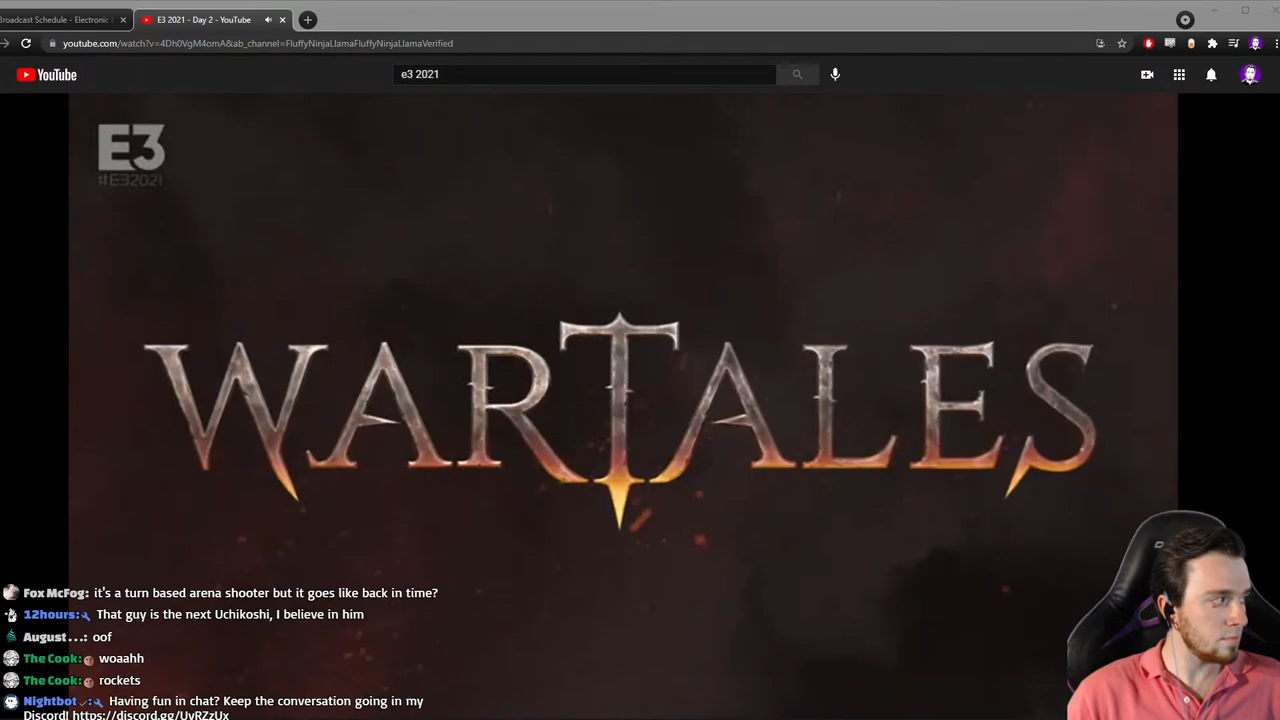 Broadcast Schedule - Electronic
E3 2021 - Day 2 - YouTube
youtube.com/watch?v=4Dh0VgM4omA&ab_channel=FluffyNinjaLlamaFluffyNinjaLlamaVerified
YouTube
e3 2021
E3
#E32021
WARTALES
Fox McFog: it's a turn based arena shooter but it goes like back in time?
12hours: That guy is the next Uchikoshi, I believe in him
August...: oof
The Cook: woaahh
The Cook: rockets
Nightbot: Having fun in chat? Keep the conversation going in my
Discord! https://discord.gg/UyRZzUx